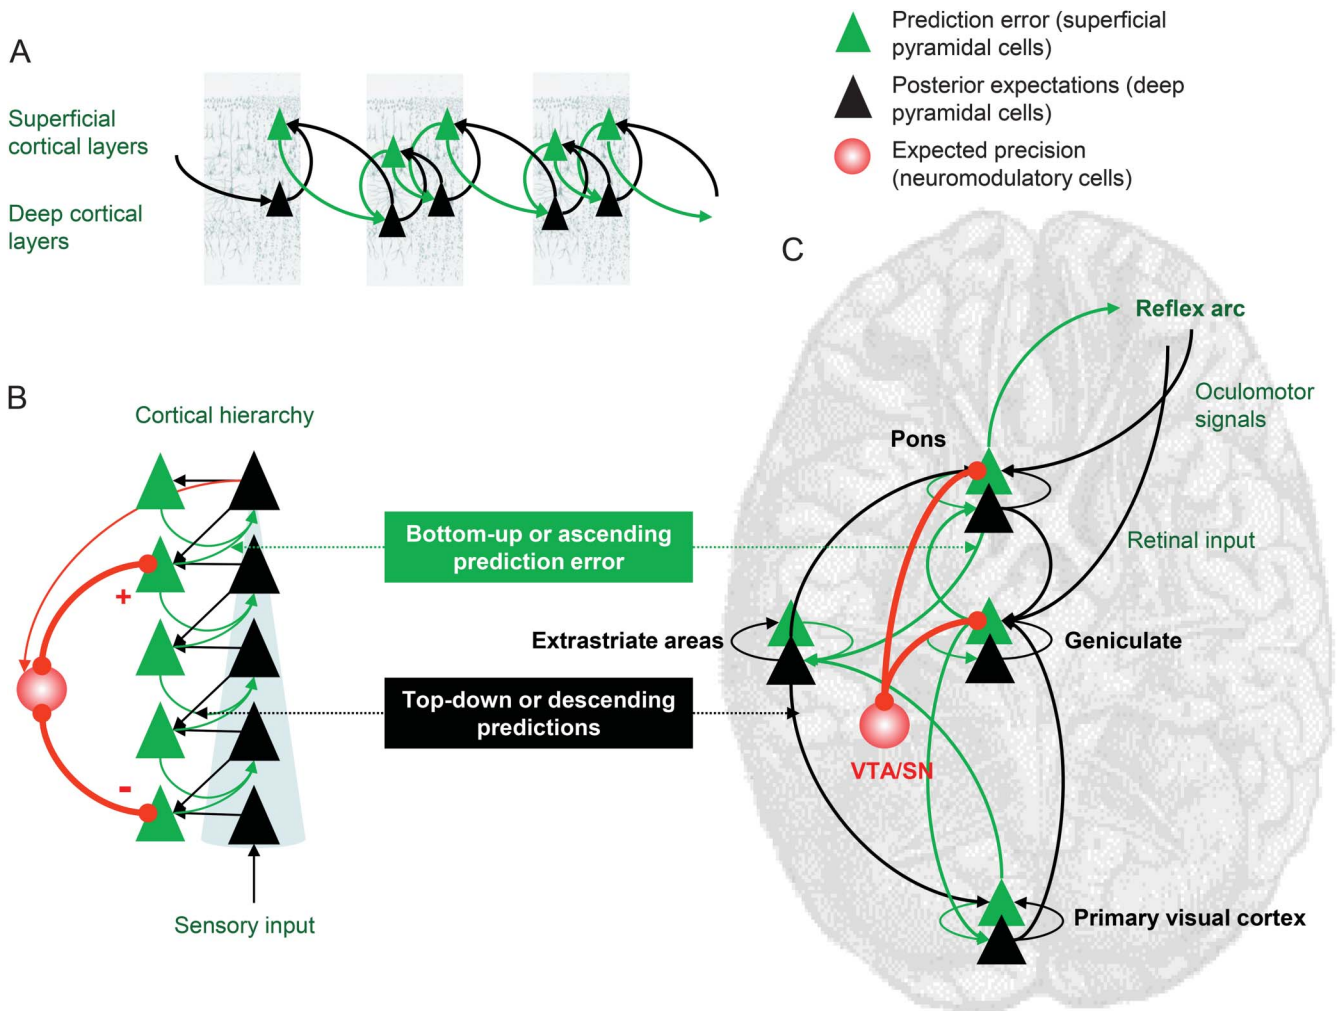 Prediction error (superficial
pyramidal cells)
Posterior expectations (deep
pyramidal cells)
Expected precision
(neuromodulatory cells)
A
Superficial
cortical layers
Deep cortical
layers
B
Cortical hierarchy
+
-
Sensory input
Bottom-up or ascending
prediction error
Top-down or descending
predictions
C
Reflex arc
Oculomotor
signals
Pons
Retinal input
Extrastriate areas
Geniculate
VTA/SN
Primary visual cortex